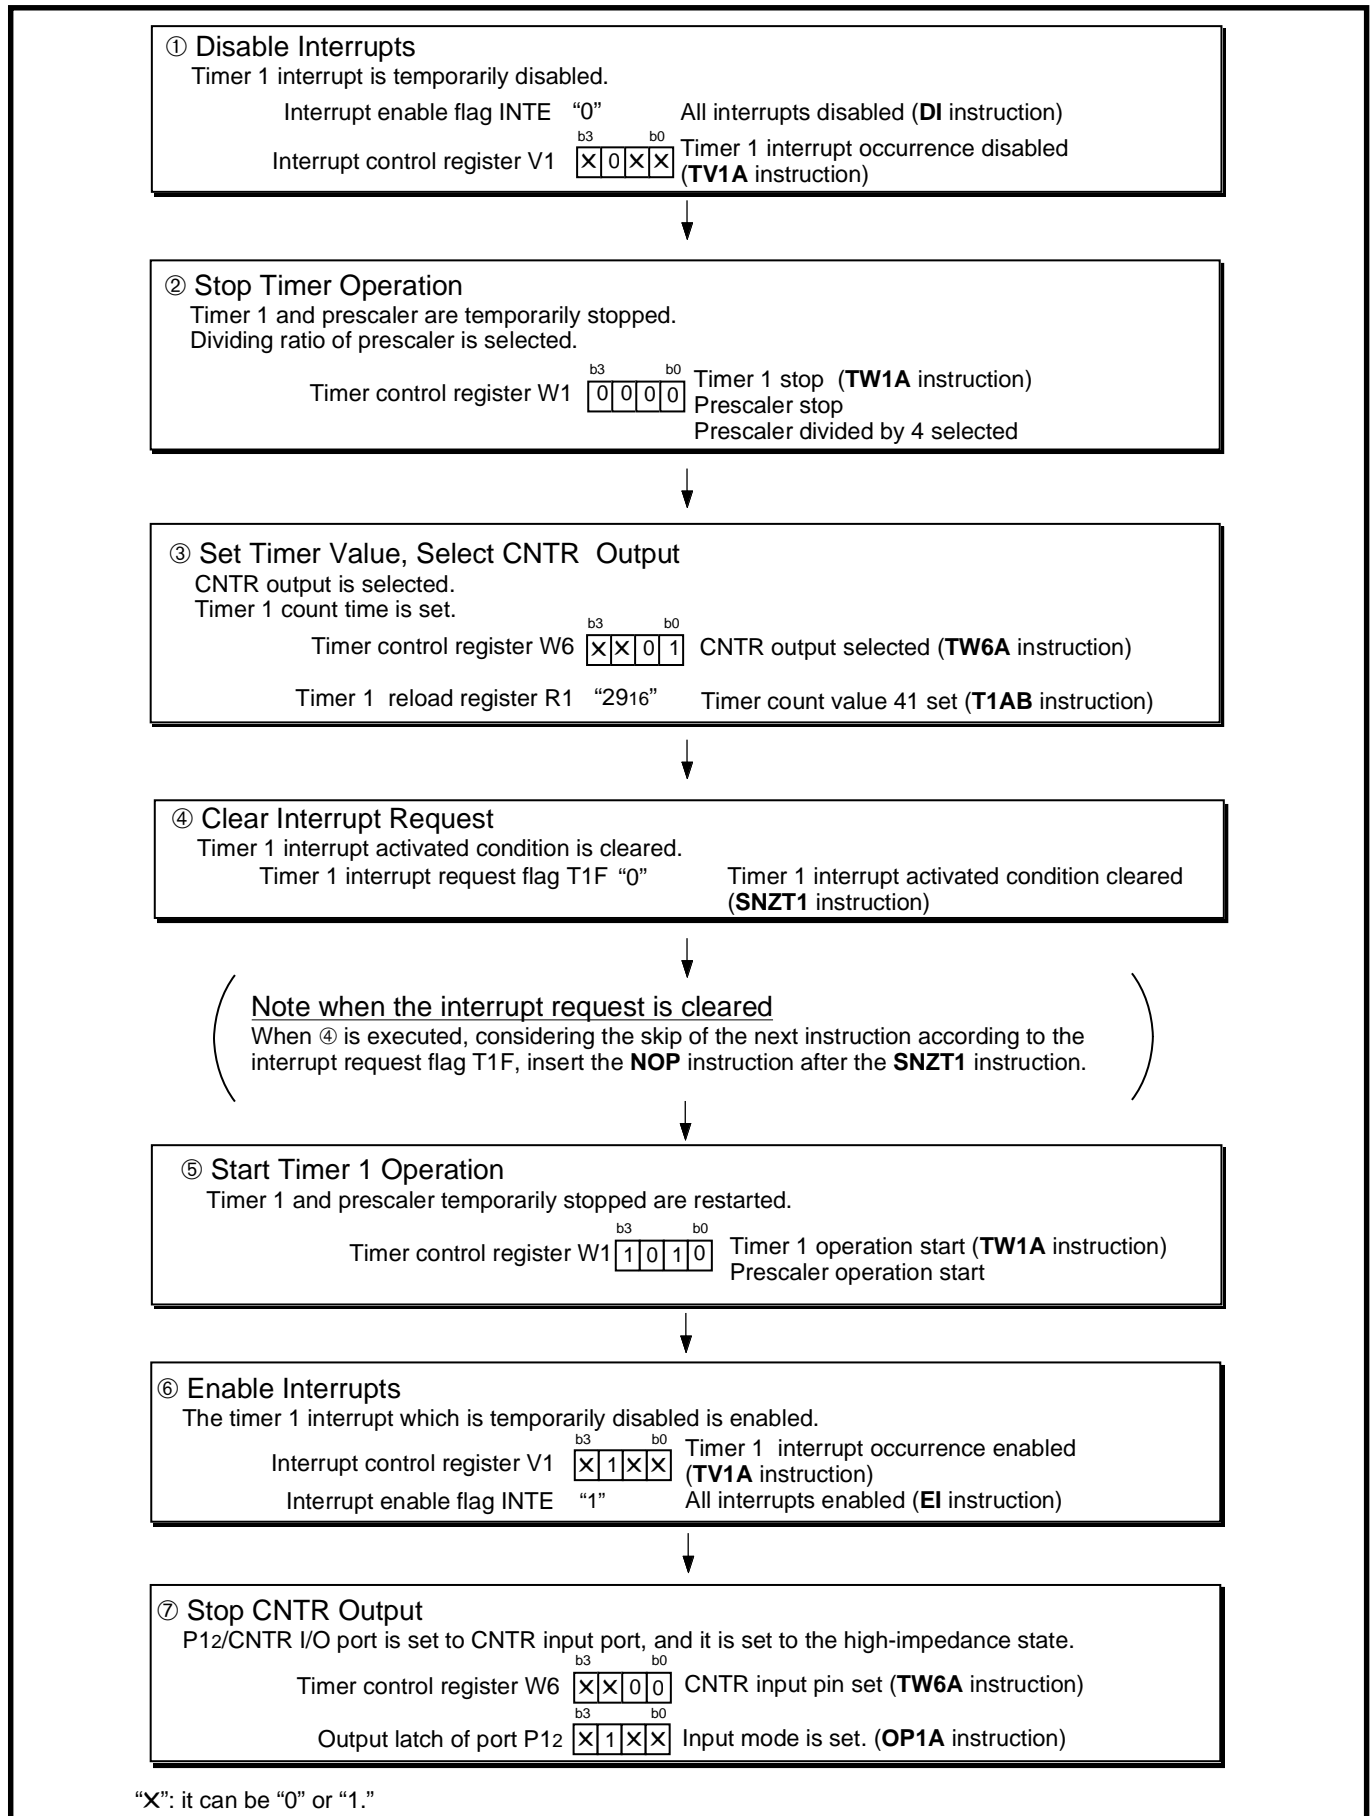 ① Disable Interrupts
Timer 1 interrupt is temporarily disabled.
Interrupt enable flag INTE “0” All interrupts disabled (DI instruction)
b3 b0
Interrupt control register V1 X 0 X X Timer 1 interrupt occurrence disabled
(TV1A instruction)
② Stop Timer Operation
Timer 1 and prescaler are temporarily stopped.
Dividing ratio of prescaler is selected.
b3 b0
Timer control register W1 0 0 0 0 Timer 1 stop (TW1A instruction)
Prescaler stop
Prescaler divided by 4 selected
③ Set Timer Value, Select CNTR Output
CNTR output is selected.
Timer 1 count time is set.
b3 b0
Timer control register W6 X X 0 1 CNTR output selected (TW6A instruction)
Timer 1 reload register R1 “2916” Timer count value 41 set (T1AB instruction)
④ Clear Interrupt Request
Timer 1 interrupt activated condition is cleared.
Timer 1 interrupt request flag T1F “0” Timer 1 interrupt activated condition cleared
(SNZT1 instruction)
Note when the interrupt request is cleared
When ④ is executed, considering the skip of the next instruction according to the
interrupt request flag T1F, insert the NOP instruction after the SNZT1 instruction.
⑤ Start Timer 1 Operation
Timer 1 and prescaler temporarily stopped are restarted.
b3 b0
Timer control register W1 1 0 1 0 Timer 1 operation start (TW1A instruction)
Prescaler operation start
⑥ Enable Interrupts
The timer 1 interrupt which is temporarily disabled is enabled.
b3 b0
Interrupt control register V1 X 1 X X Timer 1 interrupt occurrence enabled
(TV1A instruction)
Interrupt enable flag INTE “1” All interrupts enabled (EI instruction)
⑦ Stop CNTR Output
P12/CNTR I/O port is set to CNTR input port, and it is set to the high-impedance state.
b3 b0
Timer control register W6 X X 0 0 CNTR input pin set (TW6A instruction)
b3 b0
Output latch of port P12 X 1 X X Input mode is set. (OP1A instruction)
“X”: it can be “0” or “1.”